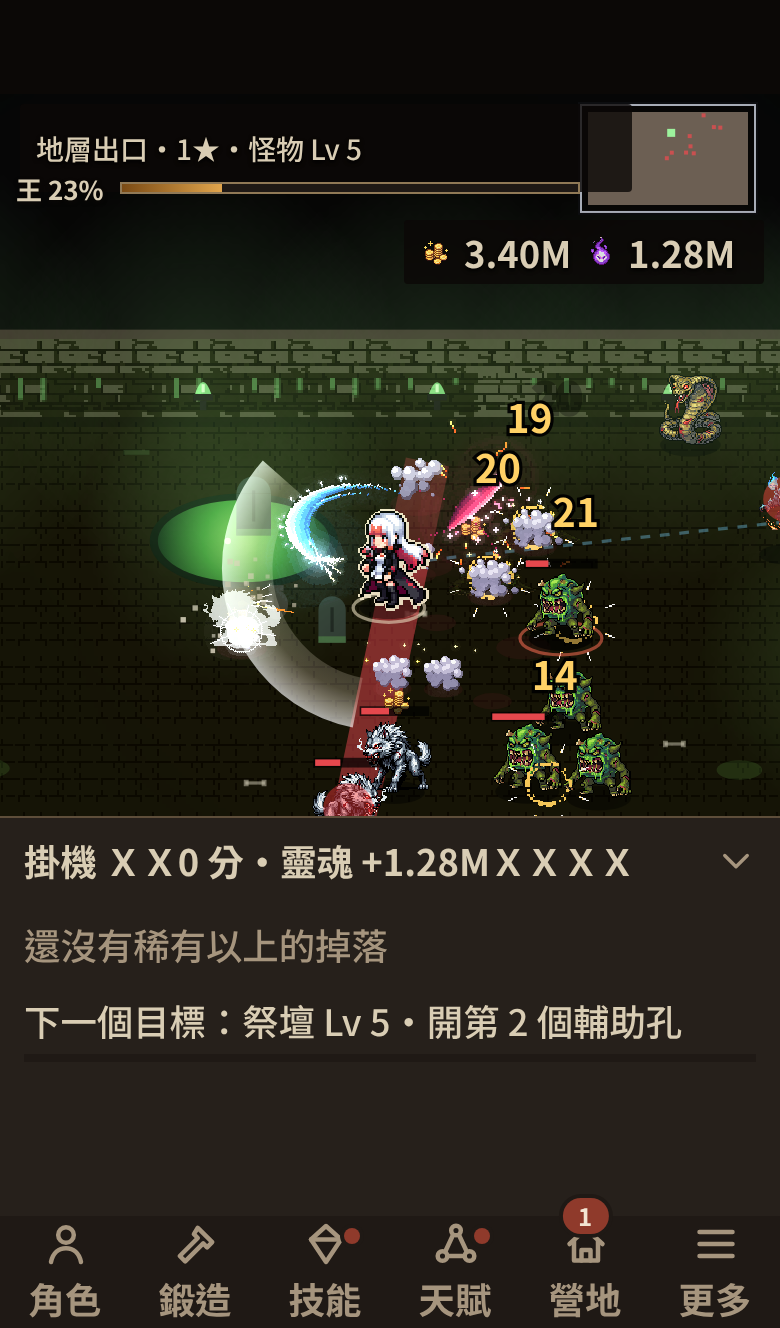 地層出口・1★・怪物 Lv 5
王 23%
3.40M 1.28M
19
20
21
14
掛機 ＸＸ0 分・靈魂 +1.28MＸＸＸＸ
還沒有稀有以上的掉落
下一個目標：祭壇 Lv 5・開第 2 個輔助孔
1
角色 鍛造 技能 天賦 營地 更多